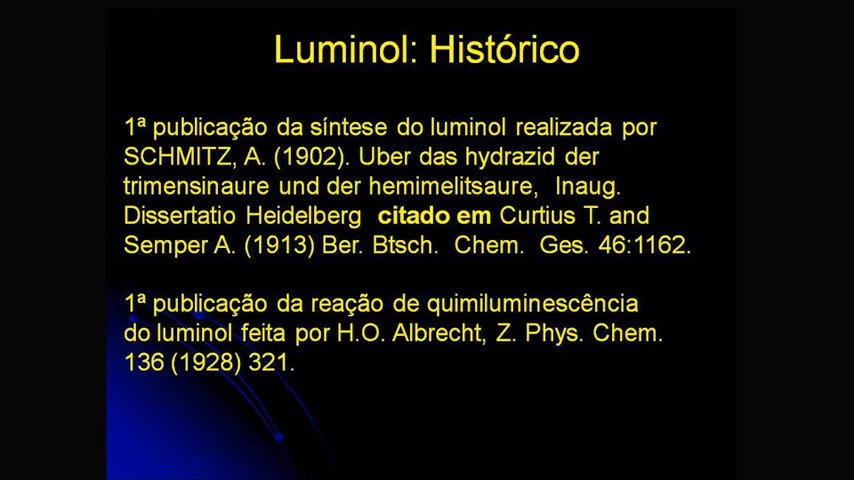 Luminol: Histórico
1ª publicação da síntese do luminol realizada por
SCHMITZ, A. (1902). Uber das hydrazid der
trimensinaure und der hemimelitsaure, Inaug.
Dissertatio Heidelberg citado em Curtius T. and
Semper A. (1913) Ber. Btsch. Chem. Ges. 46:1162.
1ª publicação da reação de quimiluminescência
do luminol feita por H.O. Albrecht, Z. Phys. Chem.
136 (1928) 321.